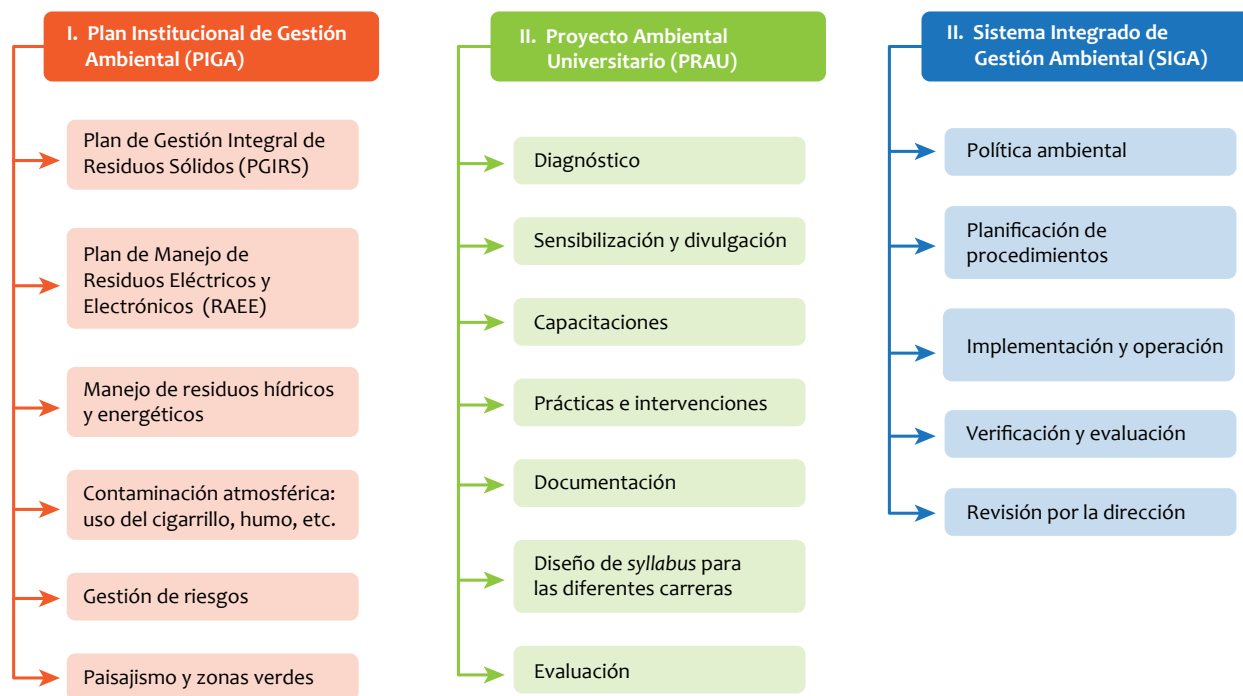 I. Plan Institucional de Gestión
Ambiental (PIGA)
Plan de Gestión Integral de
Residuos Sólidos (PGIRS)
Plan de Manejo de
Residuos Eléctricos y
Electrónicos (RAEE)
Manejo de residuos hídricos
y energéticos
Contaminación atmosférica:
uso del cigarrillo, humo, etc.
Gestión de riesgos
Paisajismo y zonas verdes
II. Proyecto Ambiental
Universitario (PRAU)
Diagnóstico
Sensibilización y divulgación
Capacitaciones
Prácticas e intervenciones
Documentación
Diseño de syllabus para
las diferentes carreras
Evaluación
II. Sistema Integrado de
Gestión Ambiental (SIGA)
Política ambiental
Planificación de
procedimientos
Implementación y operación
Verificación y evaluación
Revisión por la dirección